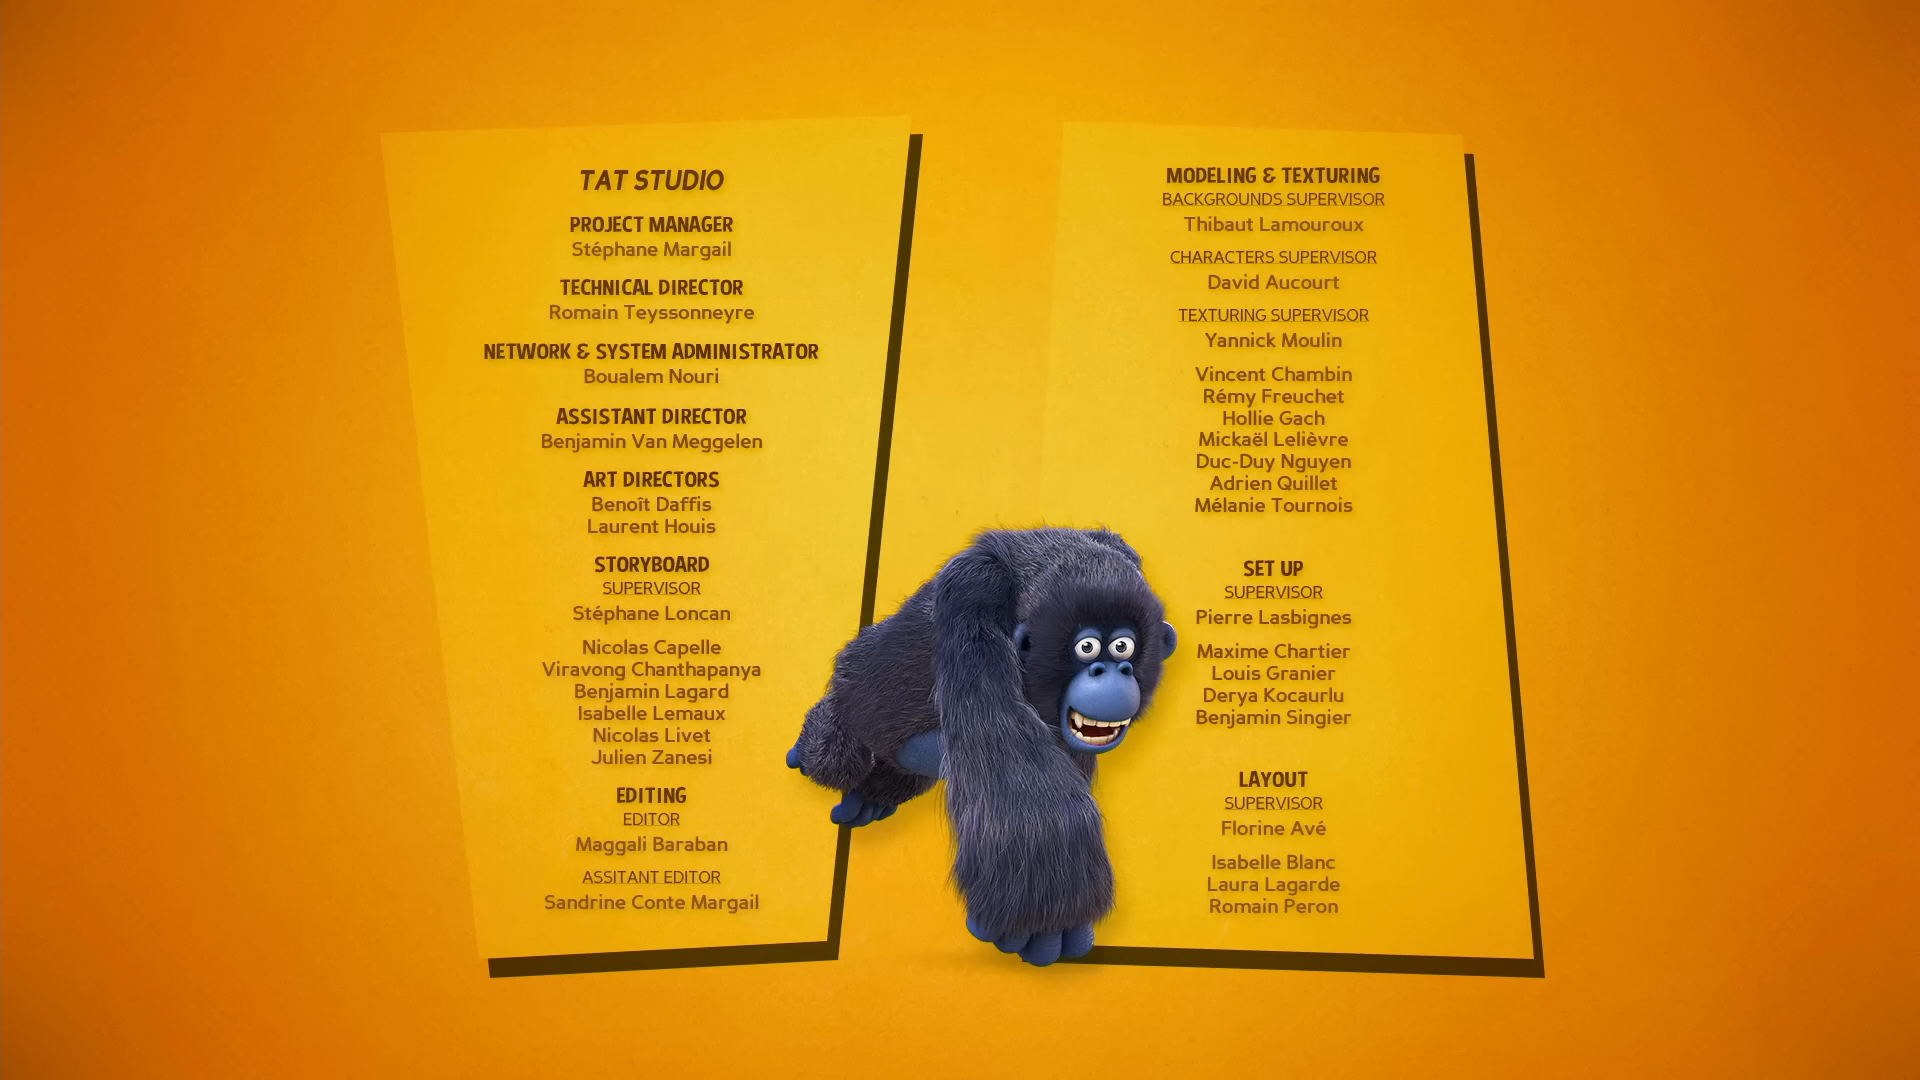 TAT STUDIO
PROJECT MANAGER
Stéphane Margail
TECHNICAL DIRECTOR
Romain Teyssonneyre
NETWORK & SYSTEM ADMINISTRATOR
Boualem Nouri
ASSISTANT DIRECTOR
Benjamin Van Meggelen
ART DIRECTORS
Benoît Daffis
Laurent Houis
STORYBOARD
SUPERVISOR
Stéphane Loncan
Nicolas Capelle
Viravong Chanthapanya
Benjamin Lagard
Isabelle Lemaux
Nicolas Livet
Julien Zanesi
EDITING
EDITOR
Maggali Baraban
ASSITANT EDITOR
Sandrine Conte Margail
MODELING & TEXTURING
BACKGROUNDS SUPERVISOR
Thibaut Lamouroux
CHARACTERS SUPERVISOR
David Aucourt
TEXTURING SUPERVISOR
Yannick Moulin
Vincent Chambin
Rémy Freuchet
Hollie Gach
Mickaël Lelièvre
Duc-Duy Nguyen
Adrien Quillet
Mélanie Tournois
SET UP
SUPERVISOR
Pierre Lasbignes
Maxime Chartier
Louis Granier
Derya Kocaurlu
Benjamin Singier
LAYOUT
SUPERVISOR
Florine Avé
Isabelle Blanc
Laura Lagarde
Romain Peron